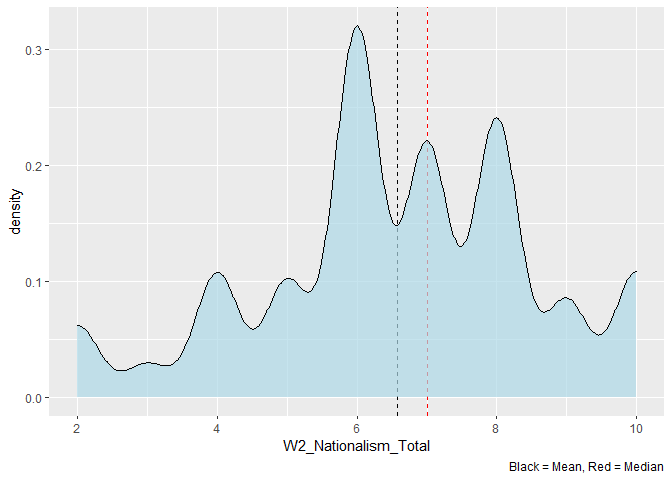 density
0.3
0.2
0.1
0.0
2 4 6 8 10
W2_Nationalism_Total
Black = Mean, Red = Median